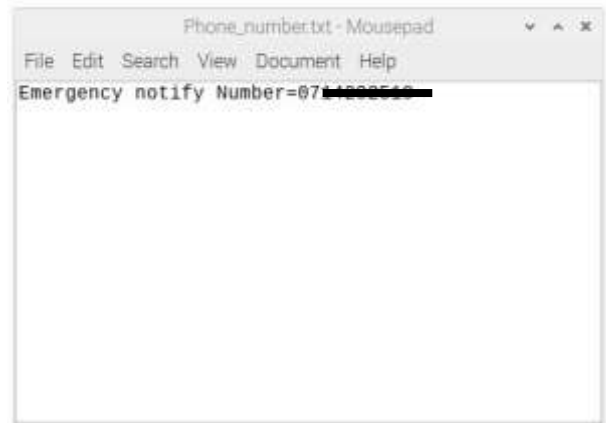 Phone_number.txt - Mousepad
File Edit Search View Document Help
Emergency notify Number=07